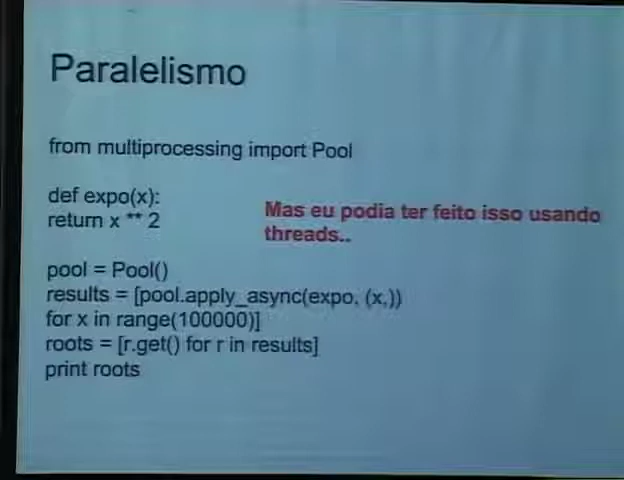 Paralelismo
from multiprocessing import Pool
def expo(x):
return x ** 2
Mas eu podia ter feito isso usando
threads..
pool = Pool()
results = [pool.apply_async(expo, (x,))
for x in range(100000)]
roots = [r.get() for r in results]
print roots